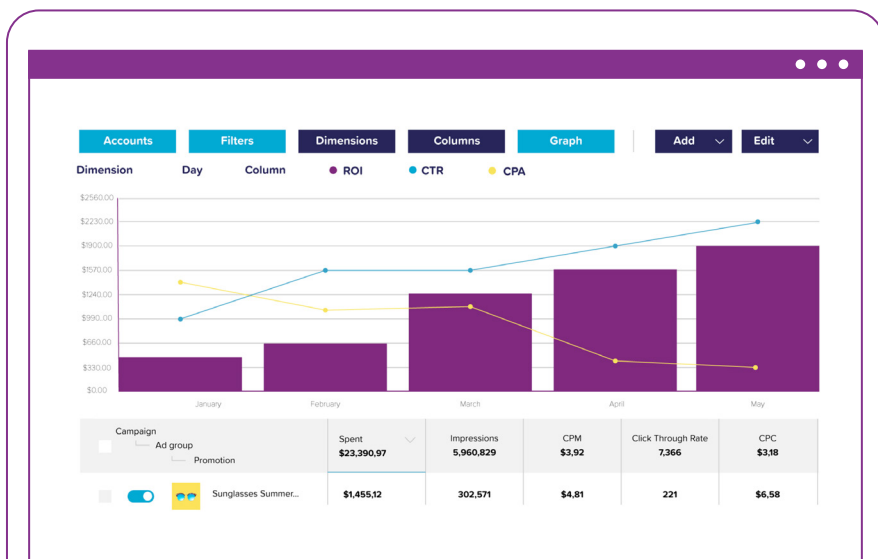 Accounts Filters Dimensions Columns Graph Add Edit
Dimension Day Column ROI CTR CPA
$2560.00
$2230.00
$1900.00
$1570.00
$1240.00
$990.00
$660.00
$330.00
$0.00
January February March April May
Campaign
Ad group
Promotion
Spent Impressions CPM Click Through Rate CPC
$23,390,97 5,960,829 $3,92 7,366 $3,18
Sunglasses Summer... $1,455,12 302,571 $4,81 221 $6,58